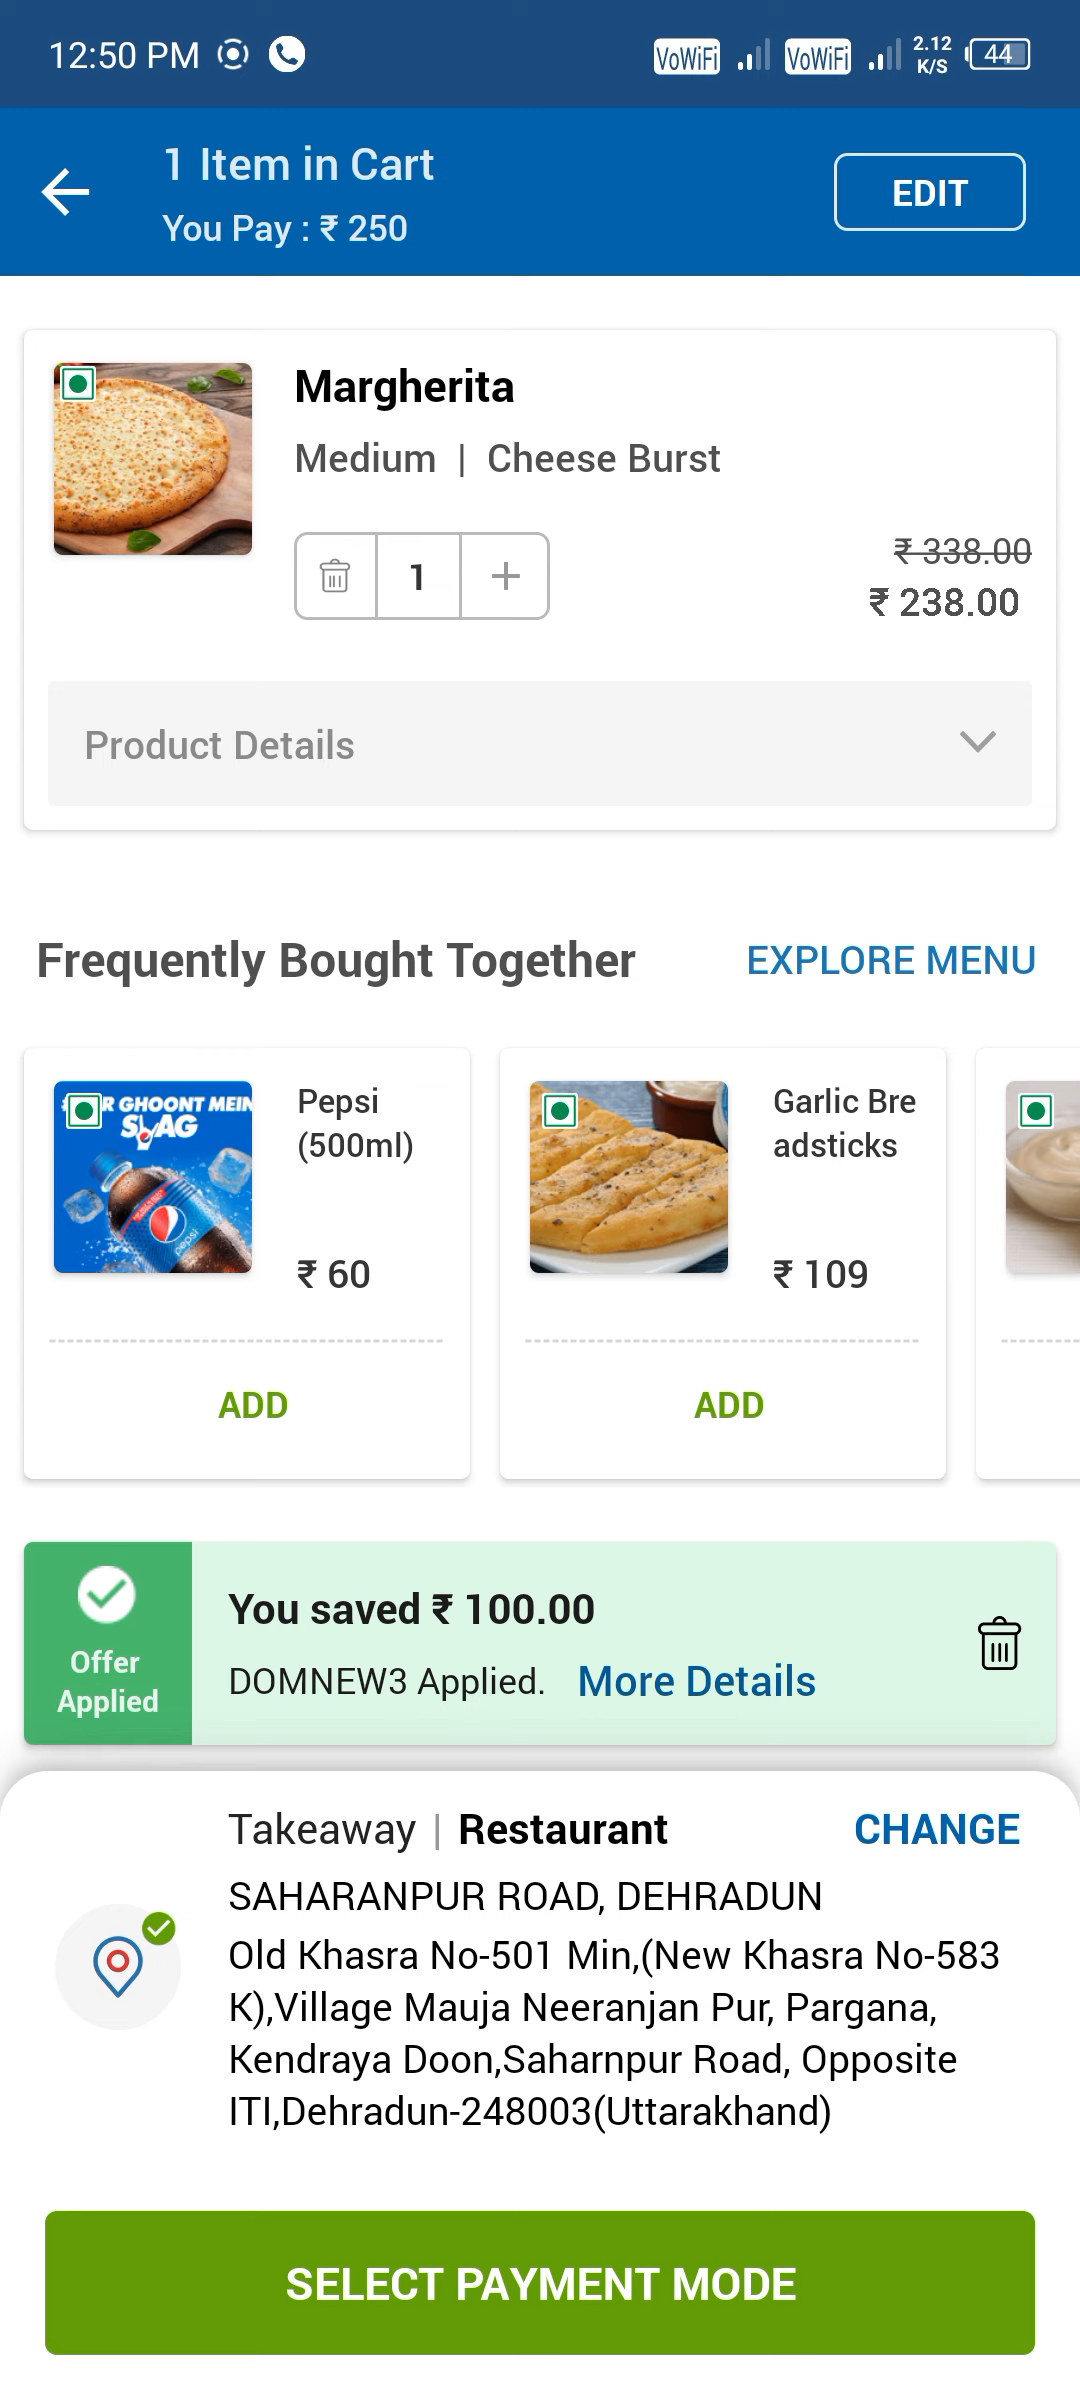 12:50 PM
VoWiFi VoWiFi 2.12 K/S 44
1 Item in Cart
You Pay : ₹ 250
EDIT
Margherita
Medium | Cheese Burst
1
₹ 338.00
₹ 238.00
Product Details
Frequently Bought Together EXPLORE MENU
R GHOONT MEIN
SWAG
pepsi
Pepsi
(500ml)
₹ 60
ADD
Garlic Bre
adsticks
₹ 109
ADD
Offer
Applied
You saved ₹ 100.00
DOMNEW3 Applied. More Details
Takeaway | Restaurant CHANGE
SAHARANPUR ROAD, DEHRADUN
Old Khasra No-501 Min,(New Khasra No-583
K),Village Mauja Neeranjan Pur, Pargana,
Kendraya Doon,Saharnpur Road, Opposite
ITI,Dehradun-248003(Uttarakhand)
SELECT PAYMENT MODE